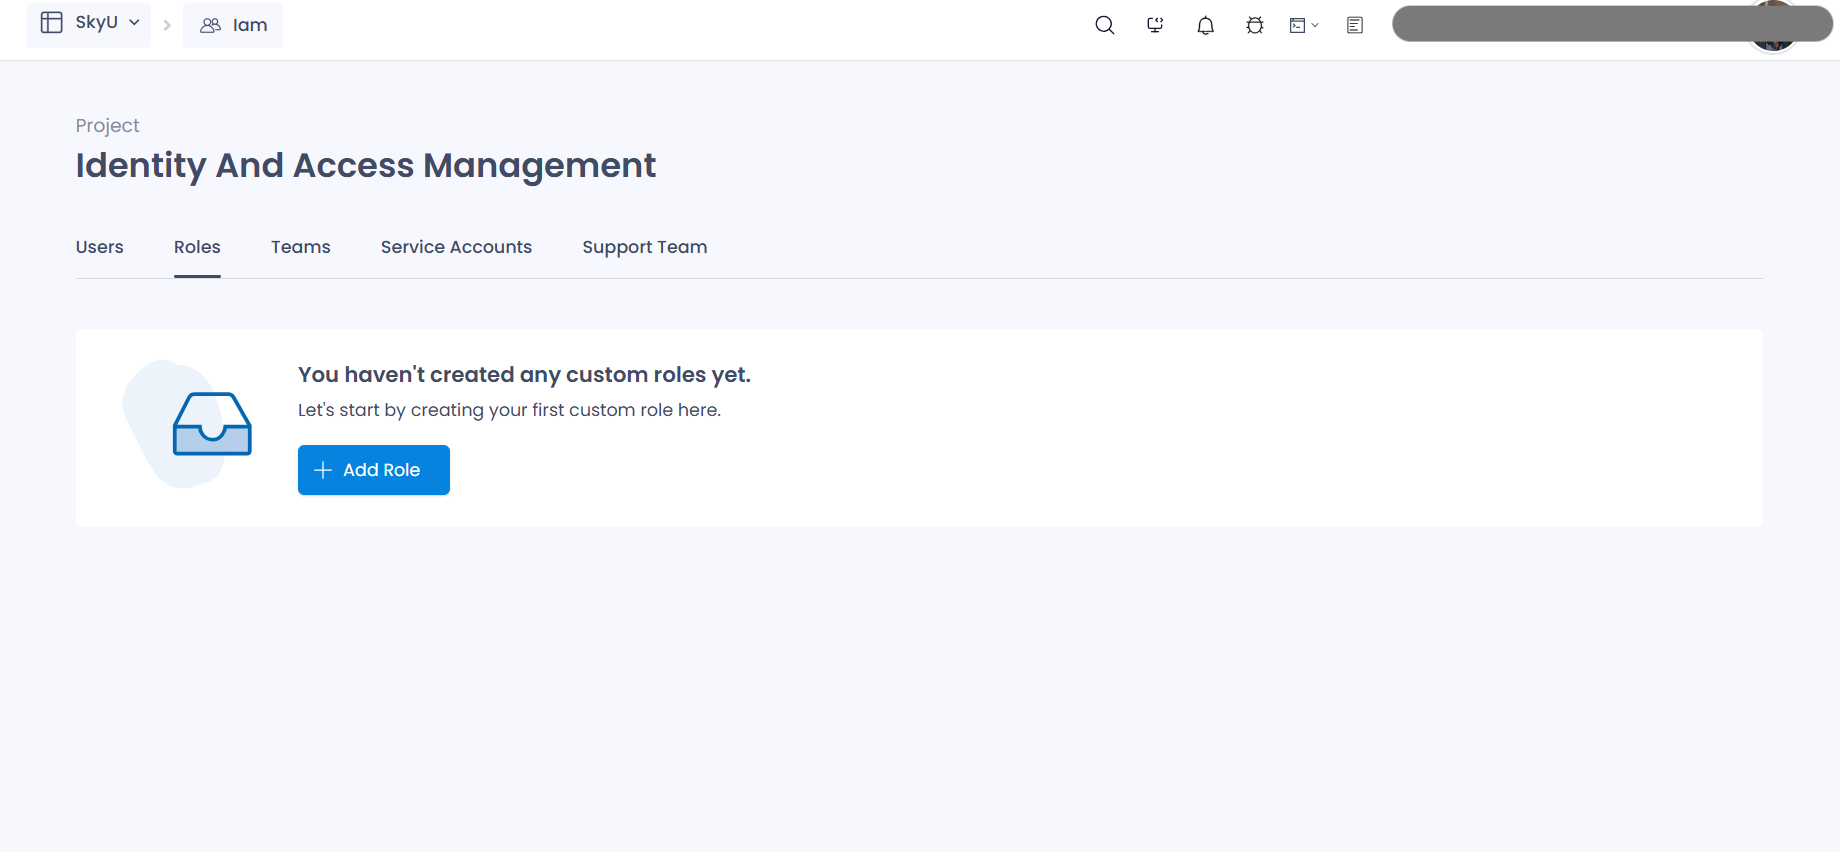 SkyU
Iam
Project
Identity And Access Management
Users
Roles
Teams
Service Accounts
Support Team
You haven't created any custom roles yet.
Let's start by creating your first custom role here.
Add Role